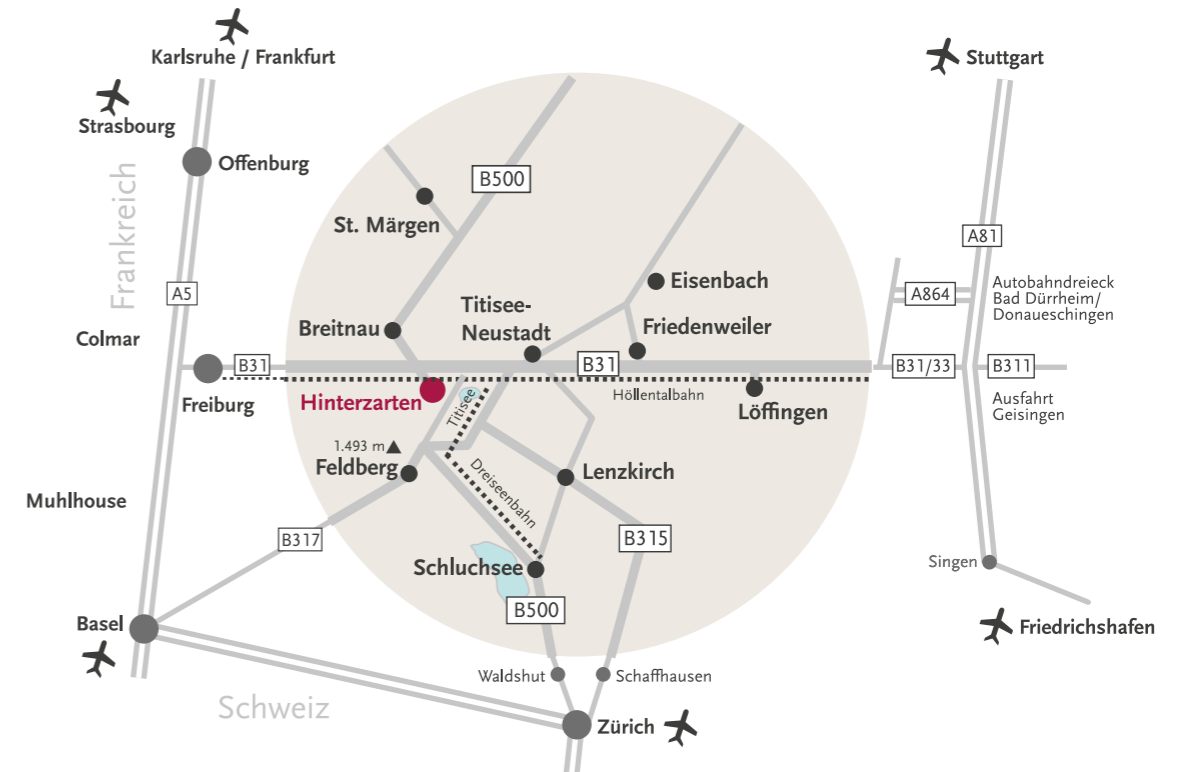 Karlsruhe / Frankfurt
Stuttgart
Strasbourg
Offenburg
Frankreich
B500
St. Märgen
A81
Eisenbach
A5
A864
Autobahndreieck
Bad Dürrheim/
Donaueschingen
Titisee-
Neustadt
Breitnau
Friedenweiler
Colmar
B31
B31
B31/33
B311
Freiburg
Hinterzarten
Titisee
Höllentalbahn
Löffingen
Ausfahrt
Geisingen
1.493 m
Feldberg
Dreiseenbahn
Lenzkirch
Muhlhouse
B317
B315
Schluchsee
Singen
B500
Basel
Friedrichshafen
Waldshut
Schaffhausen
Schweiz
Zürich